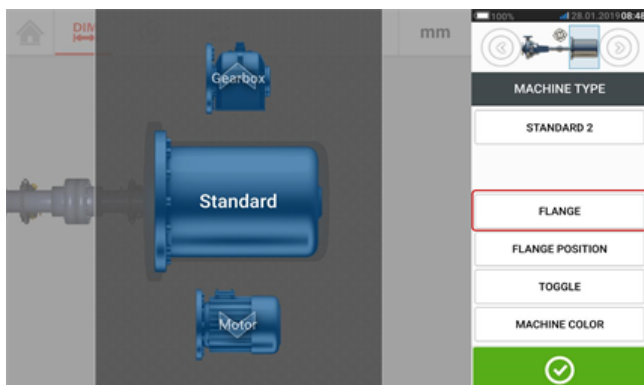 DIM
mm
Gearbox
Standard
Motor
100%
28.01.2019 08:48
MACHINE TYPE
STANDARD 2
FLANGE
FLANGE POSITION
TOGGLE
MACHINE COLOR